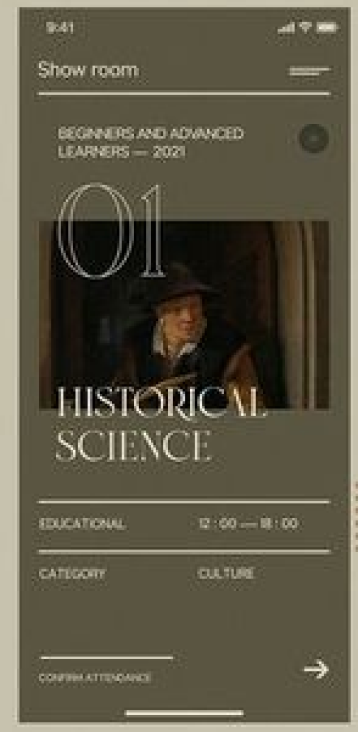 9:41
Show room
BEGINNERS AND ADVANCED
LEARNERS — 2021
01
HISTORICAL
SCIENCE
EDUCATIONAL 12 : 00 — 18 : 00
CATEGORY CULTURE
CONFIRM ATTENDANCE